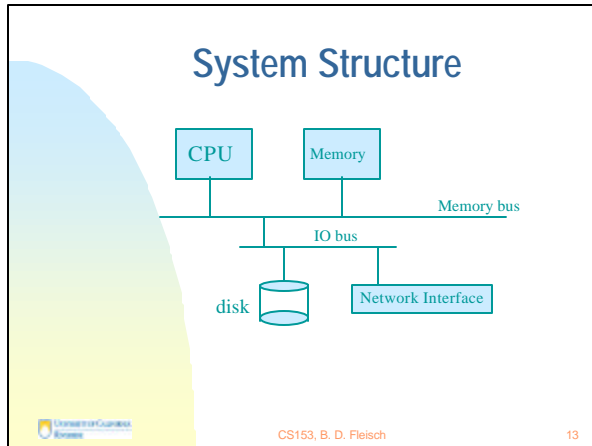 System Structure
CPU
Memory
Memory bus
IO bus
disk
Network Interface
CS153, B. D. Fleisch
13